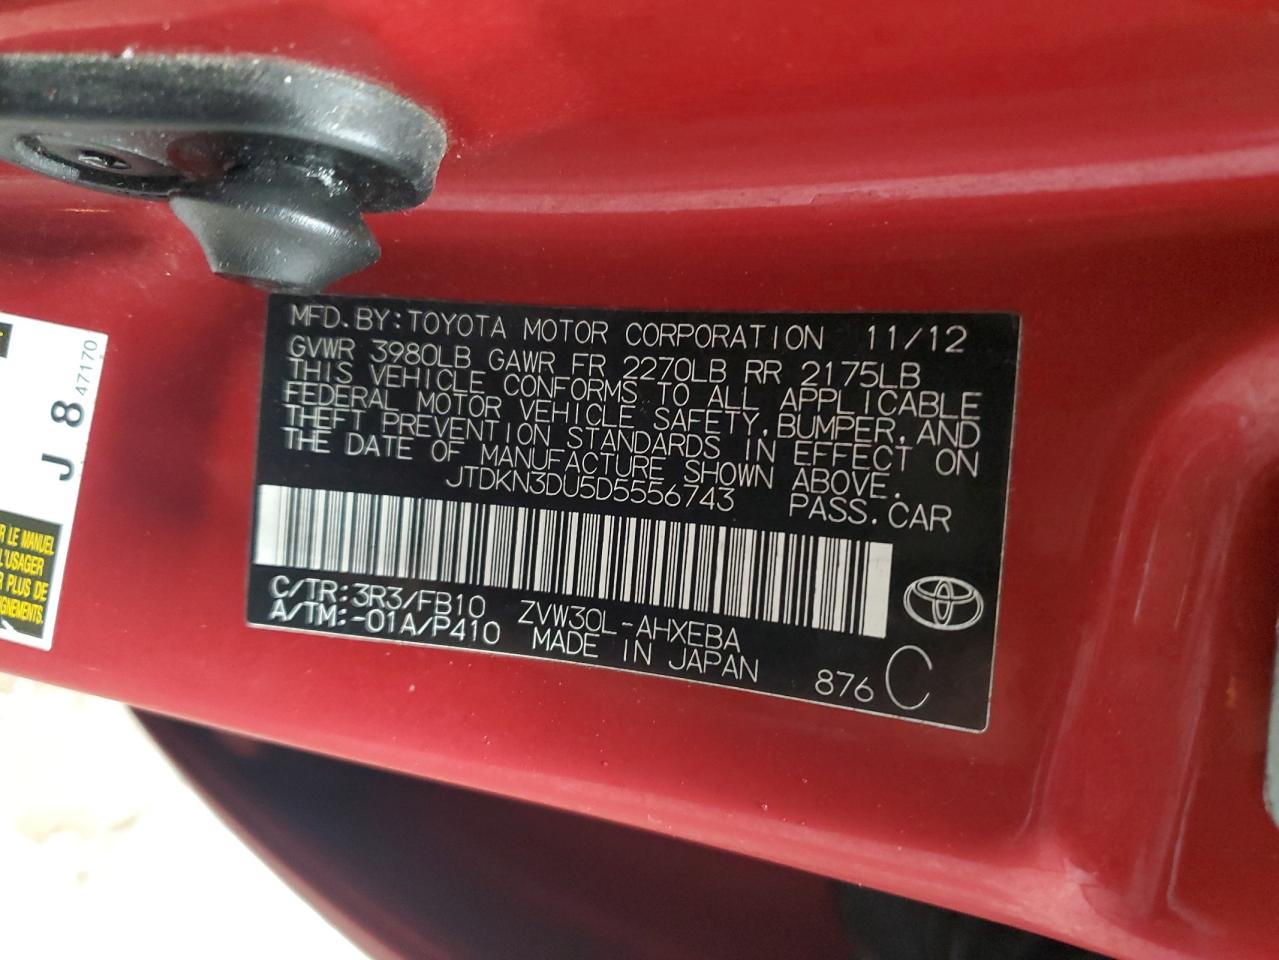 MFD.BY:TOYOTA MOTOR CORPORATION 11/12
GVWR 3980LB GAWR FR 2270LB RR 2175LB
THIS VEHICLE CONFORMS TO ALL APPLICABLE
FEDERAL MOTOR VEHICLE SAFETY,BUMPER,AND
THEFT PREVENTION STANDARDS IN EFFECT ON
THE DATE OF MANUFACTURE SHOWN ABOVE.
JTDKN3DU5D5556743 PASS.CAR
C/TR:3R3/FB10 ZVW30L-AHXEBA
A/TM:-01A/P410 MADE IN JAPAN
876 C
J 8 47170
R LE MANUEL
L'USAGER
R PLUS DE
IGNEMENTS